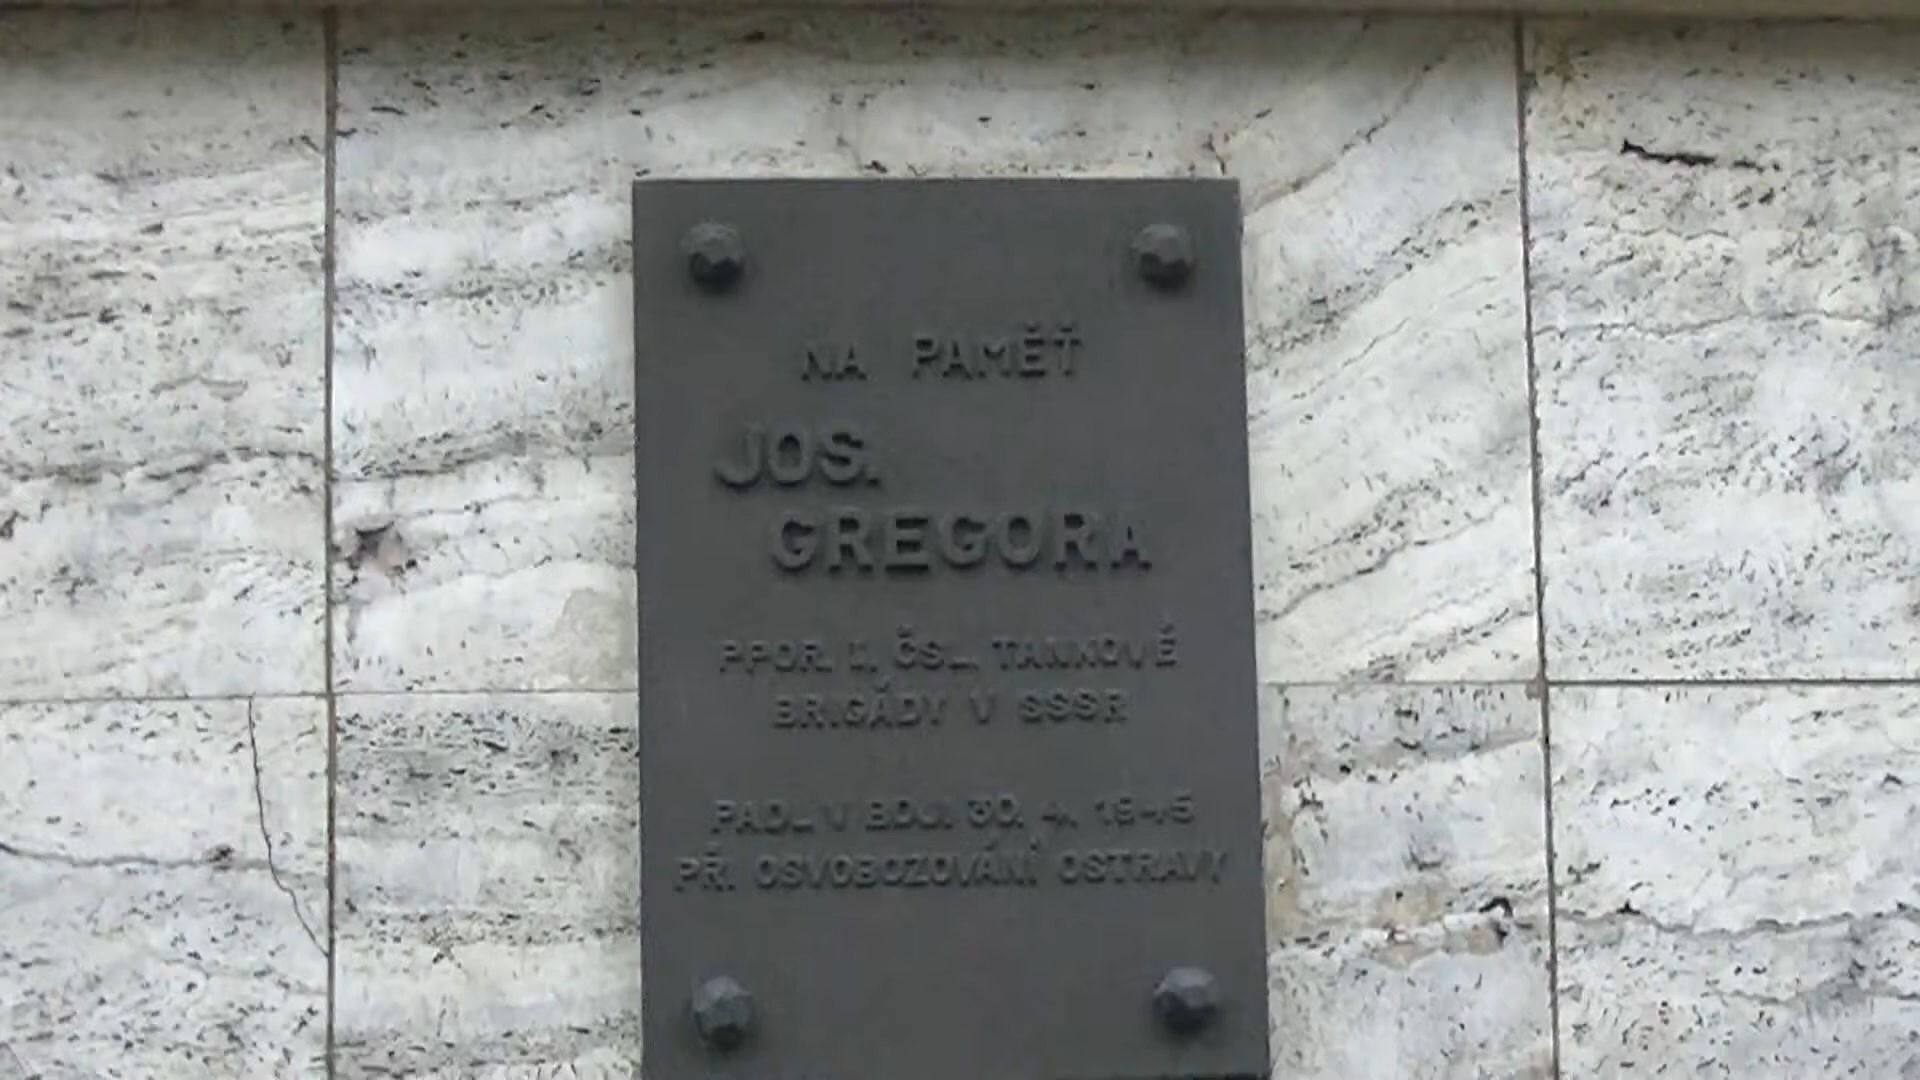 NA PAMĚŤ
JOS.
GREGORA
PPOR. I. ČSL. TANKOVÉ
BRIGÁDY V SSSR
PADL V BOJI 30. 4. 1945
PŘI OSVOBOZOVÁNÍ OSTRAVY